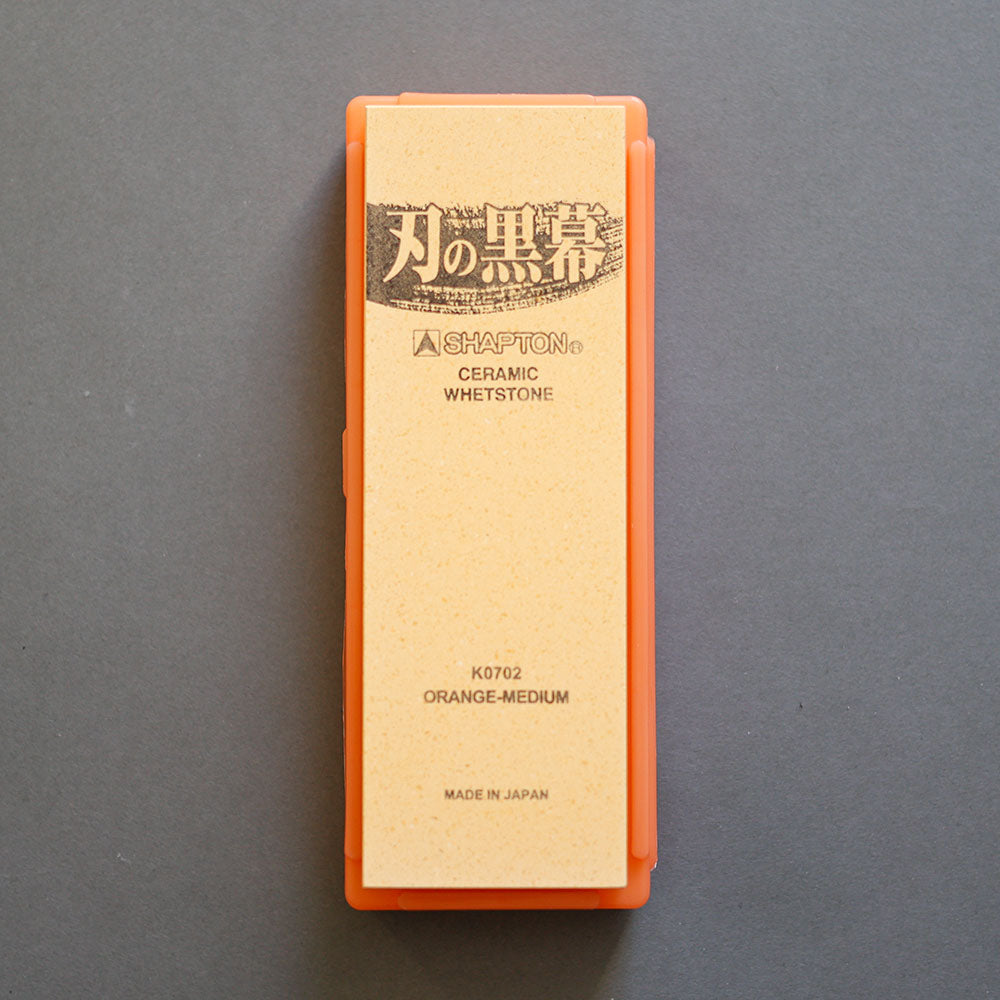 刃の黒幕
SHAPTON®
CERAMIC
WHETSTONE
K0702
ORANGE-MEDIUM
MADE IN JAPAN